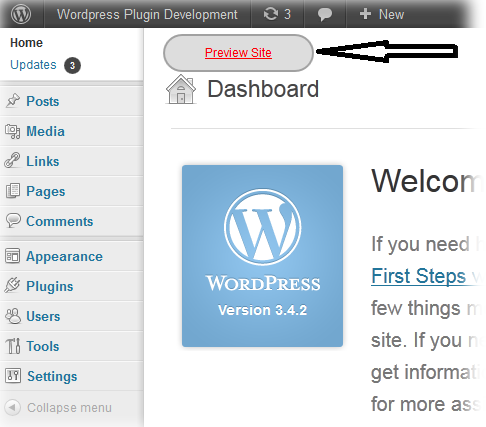 Wordpress Plugin Development 3 + New
Home
Updates 3
Posts
Media
Links
Pages
Comments
Appearance
Plugins
Users
Tools
Settings
Collapse menu
Preview Site
Dashboard
WORDPRESS
Version 3.4.2
Welcom
If you need
First Steps
few things m
site. If you n
get informati
for more ass